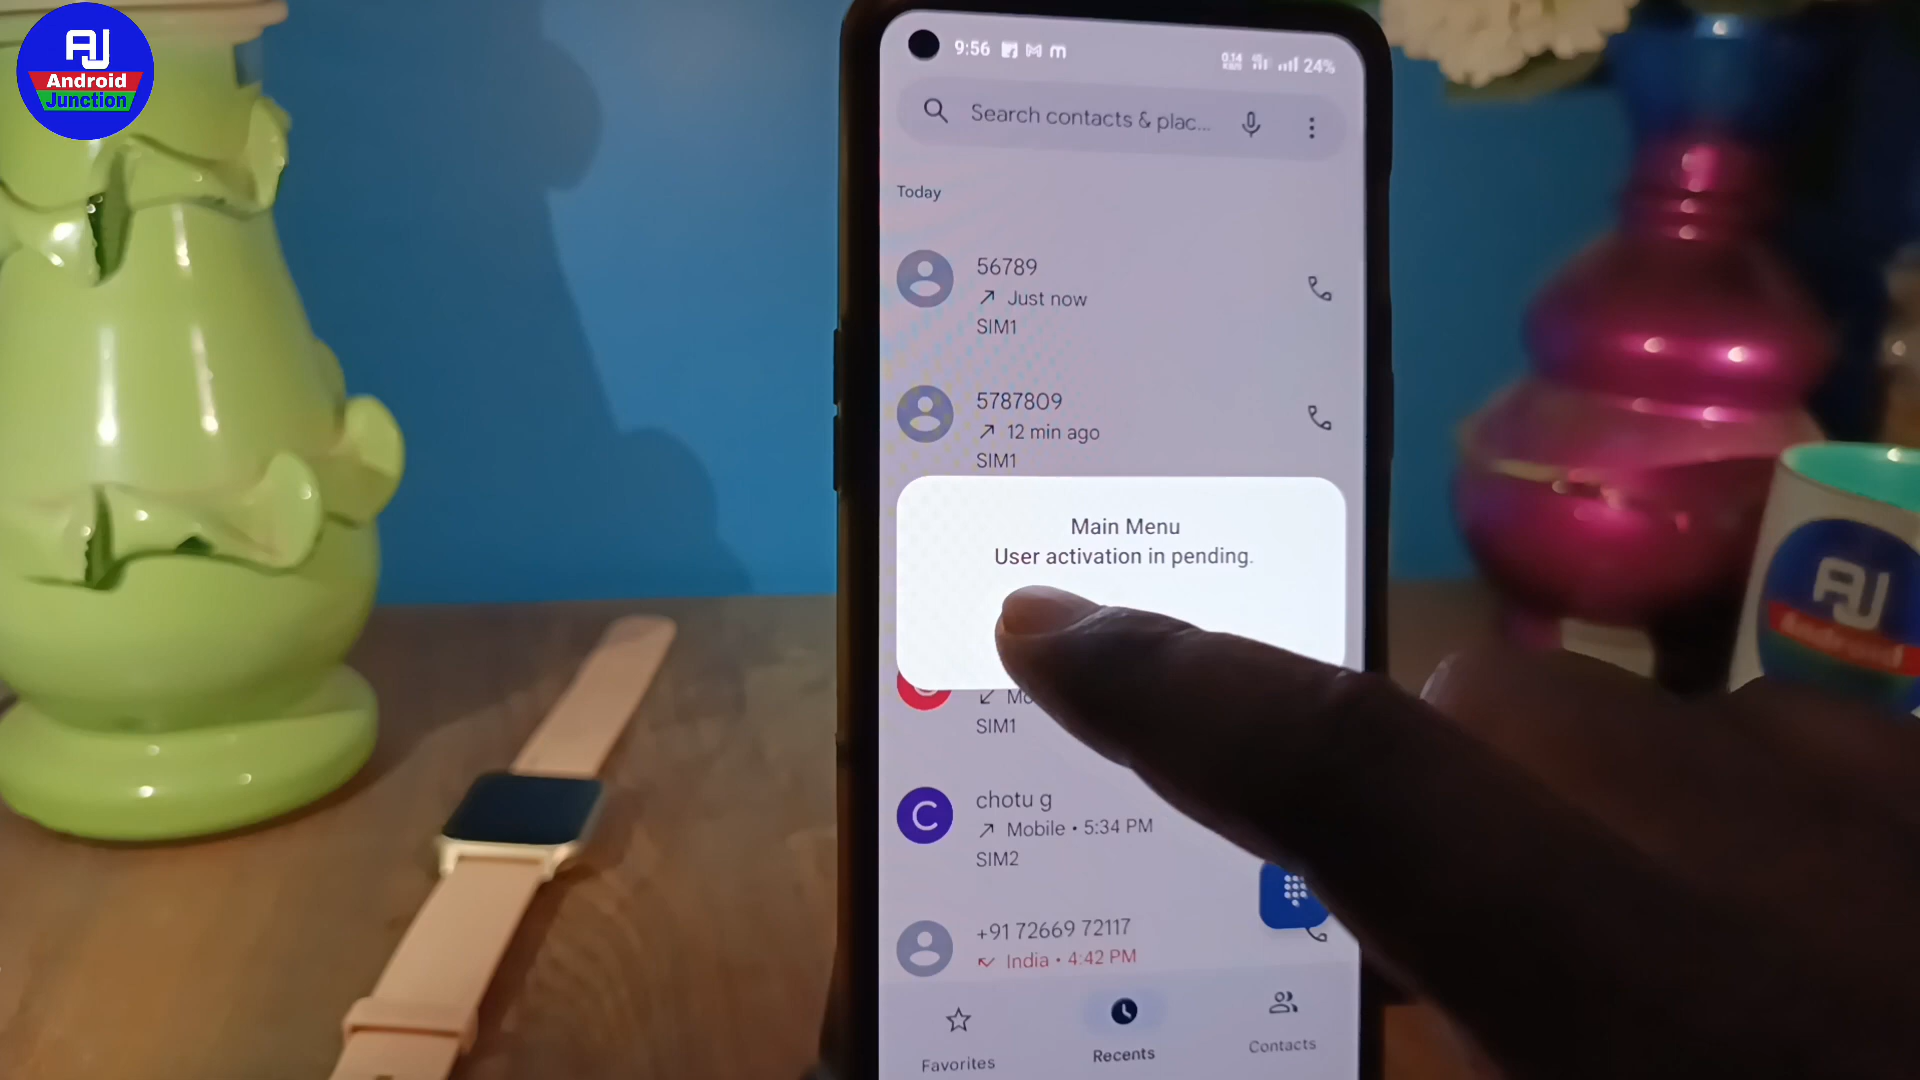 AJ
Android
Junction
9:56
24%
Search contacts & plac...
Today
56789
Just now
SIM1
5787809
12 min ago
SIM1
Main Menu
User activation in pending.
SIM1
C
chotu g
Mobile • 5:34 PM
SIM2
+91 72669 72117
India • 4:42 PM
Favorites
Recents
Contacts
AJ
Android